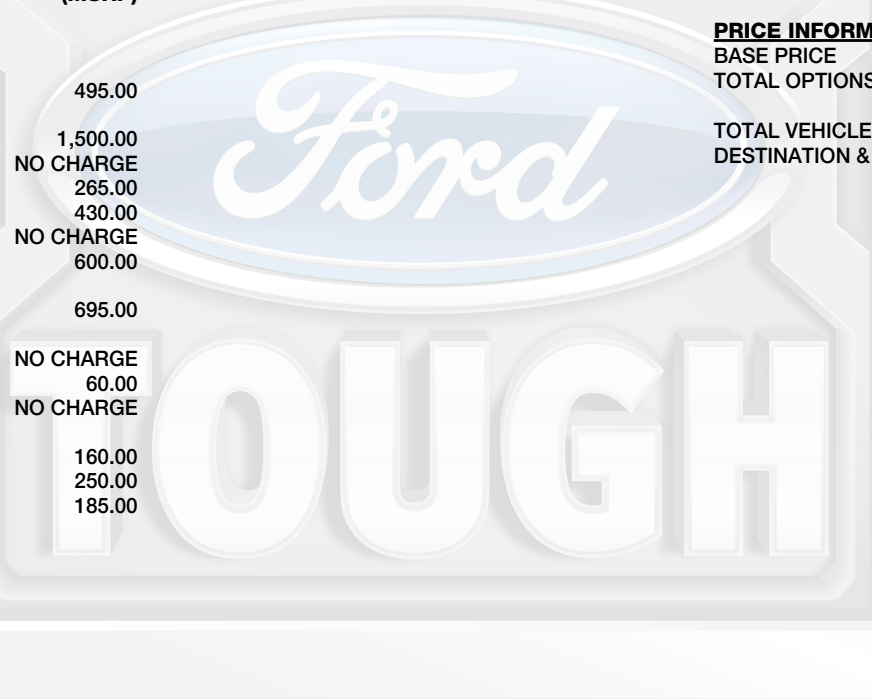 495.00
1,500.00
NO CHARGE
265.00
430.00
NO CHARGE
600.00
695.00
NO CHARGE
60.00
NO CHARGE
160.00
250.00
185.00
PRICE INFORM
BASE PRICE
TOTAL OPTIONS
TOTAL VEHICLE
DESTINATION &
Ford
TOUGH